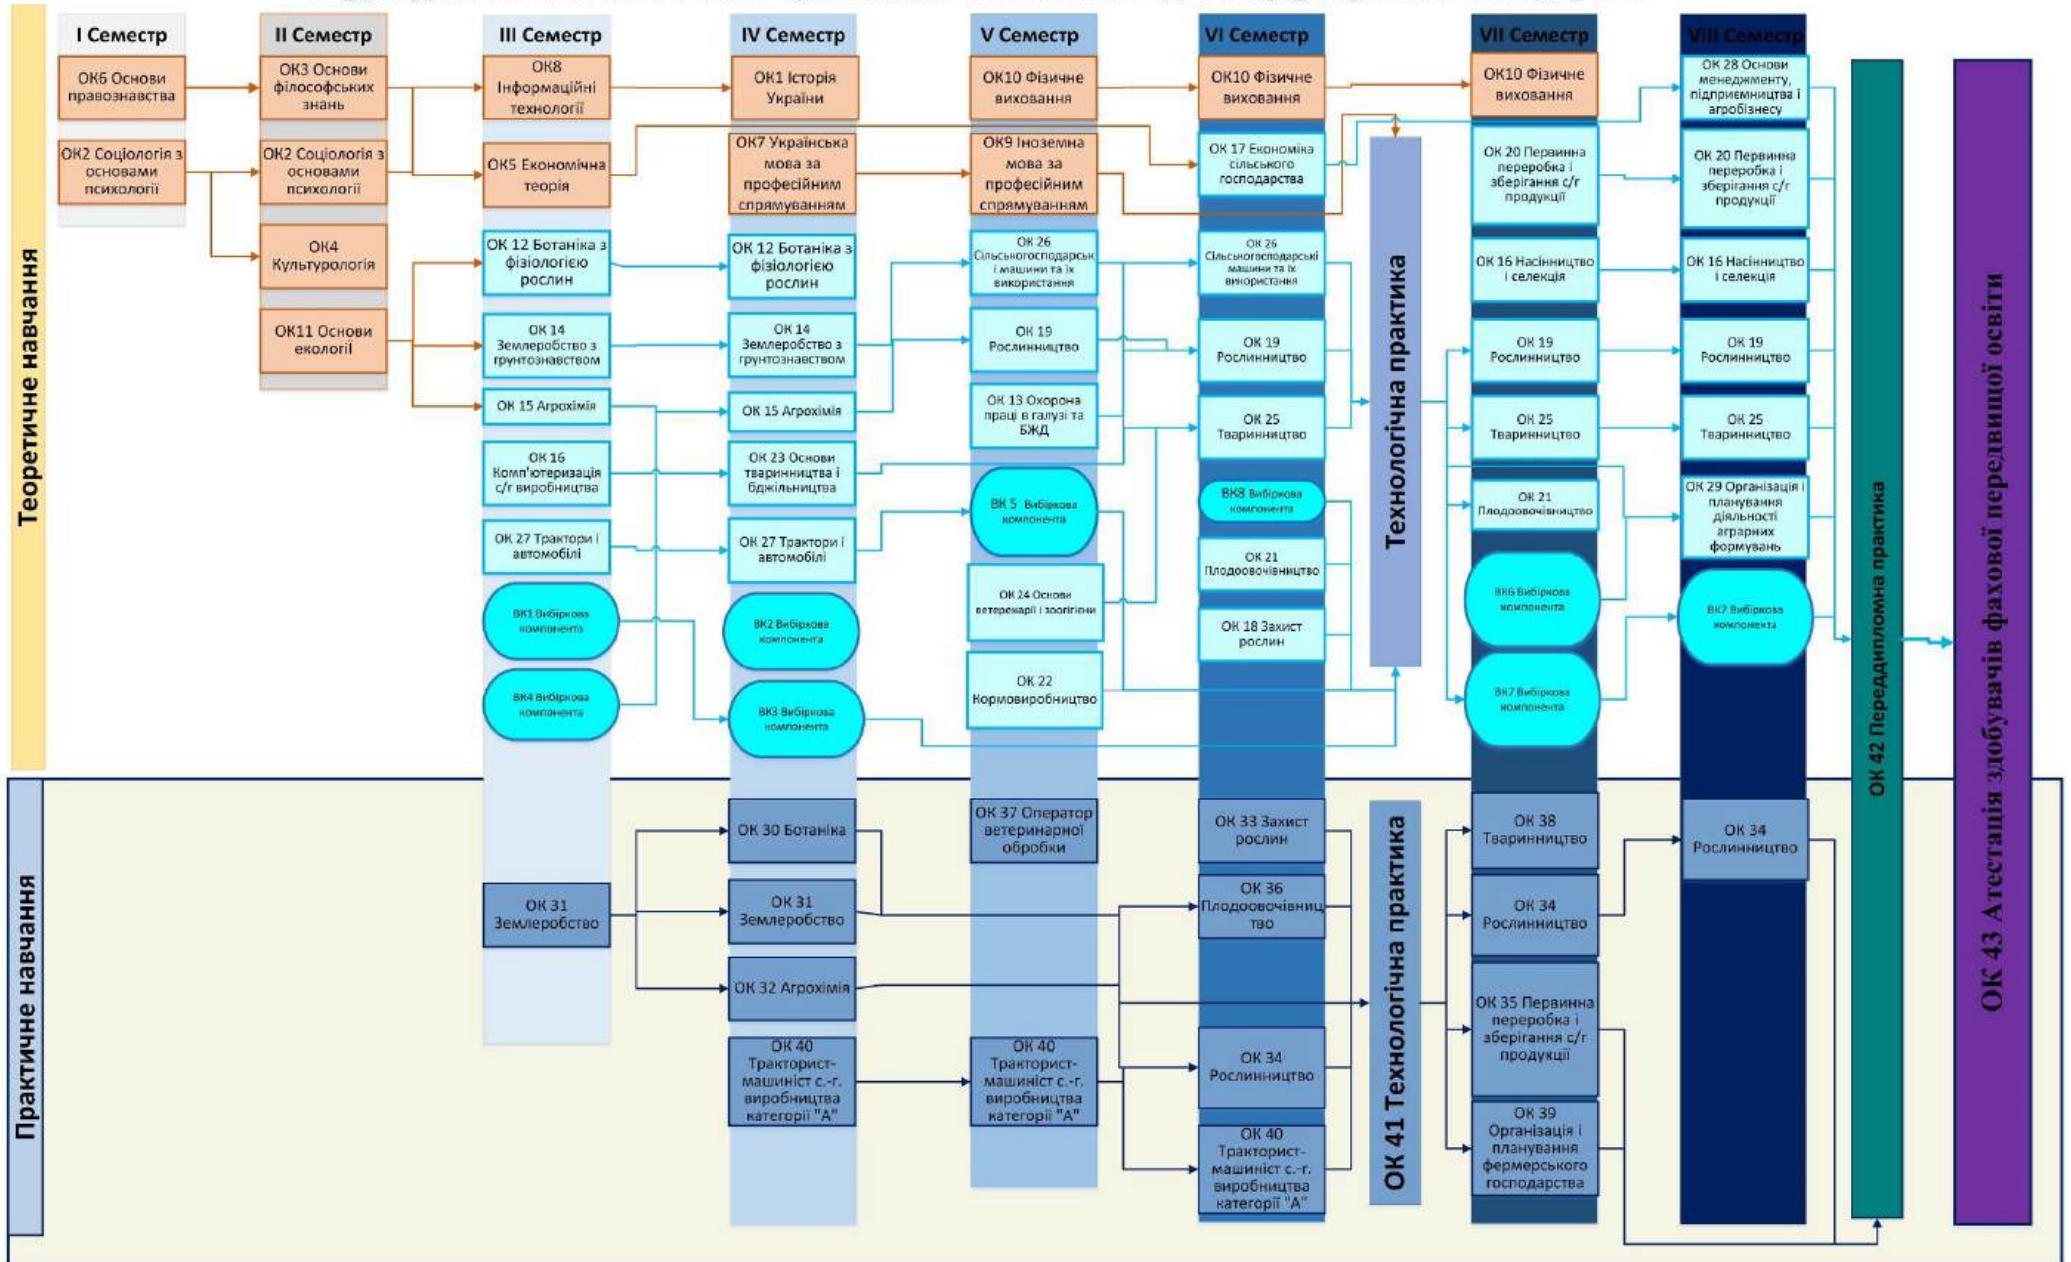 Теоретичне навчання
I Семестр
ОК6 Основи
правознавства
ОК2 Соціологія з
основами
психології
II Семестр
ОК3 Основи
філософських
знань
ОК2 Соціологія з
основами
психології
ОК4
Культурологія
ОК11 Основи
екології
III Семестр
ОК8
Інформаційні
технології
ОК5 Економічна
теорія
ОК 12 Ботаніка з
фізіологією
рослин
ОК 14
Землеробство з
грунтознавством
ОК 15 Агрохімія
ОК 16
Комп'ютеризація
с/г виробництва
ОК 27 Трактори і
автомобілі
ВК1 Вибіркова
компонента
ВК4 Вибіркова
компонента
IV Семестр
ОК1 Історія
України
ОК7 Українська
мова за
професійним
спрямуванням
ОК 12 Ботаніка з
фізіологією
рослин
ОК 14
Землеробство з
грунтознавством
ОК 15 Агрохімія
ОК 23 Основи
тваринництва і
бджільництва
ОК 27 Трактори і
автомобілі
ВК2 Вибіркова
компонента
ВК3 Вибіркова
компонента
V Семестр
ОК10 Фізичне
виховання
ОК9 Іноземна
мова за
професійним
спрямуванням
ОК 26
Сільськогосподарськ
і машини та їх
використання
ОК 19
Рослинництво
ОК 13 Охорона
праці в галузі та
БЖД
ВК 5 Вибіркова
компонента
ОК 24 Основи
ветерекарії і зоогігієни
ОК 22
Кормовиробництво
VI Семестр
ОК10 Фізичне
виховання
ОК 17 Економіка
сільського
господарства
ОК 26
Сільськогосподарські
машини та їх
використання
ОК 19
Рослинництво
ОК 25
Тваринництво
ВК8 Вибіркова
компонента
ОК 21
Плодоовочівництво
ОК 18 Захист
рослин
Технологічна практика
VII Семестр
ОК10 Фізичне
виховання
ОК 20 Первинна
переробка і
зберігання с/г
продукції
ОК 16 Насінництво
і селекція
ОК 19
Рослинництво
ОК 25
Тваринництво
ОК 21
Плодоовочівництво
ВК6 Вибіркова
компонента
ВК7 Вибіркова
компонента
VIII Семестр
ОК 28 Основи
менеджменту,
підприємництва і
агробізнесу
ОК 20 Первинна
переробка і
зберігання с/г
продукції
ОК 16 Насінництво
і селекція
ОК 19
Рослинництво
ОК 25
Тваринництво
ОК 29 Організація і
планування
діяльності
аграрних
формувань
ВК7 Вибіркова
компонента
ОК 42 Переддипломна практика
ОК 43 Атестація здобувачів фахової передвищої освіти
Практичне навчання
ОК 31
Землеробство
ОК 30 Ботаніка
ОК 31
Землеробство
ОК 32 Агрохімія
ОК 40
Тракторист-
машиніст с.-г.
виробництва
категорії "А"
ОК 37 Оператор
ветеринарної
обробки
ОК 40
Тракторист-
машиніст с.-г.
виробництва
категорії "А"
ОК 33 Захист
рослин
ОК 36
Плодоовочівниц
тво
ОК 34
Рослинництво
ОК 40
Тракторист-
машиніст с.-г.
виробництва
категорії "А"
ОК 41 Технологічна практика
ОК 38
Тваринництво
ОК 34
Рослинництво
ОК 35 Первинна
переробка і
зберігання с/г
продукції
ОК 39
Організація і
планування
фермерського
господарства
ОК 34
Рослинництво